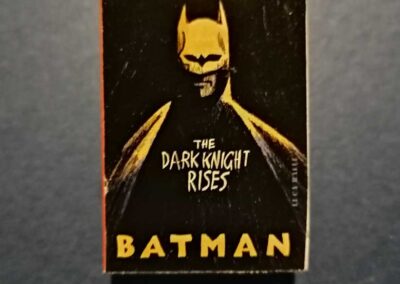 THE
DARK KNIGHT
RISES
BATMAN